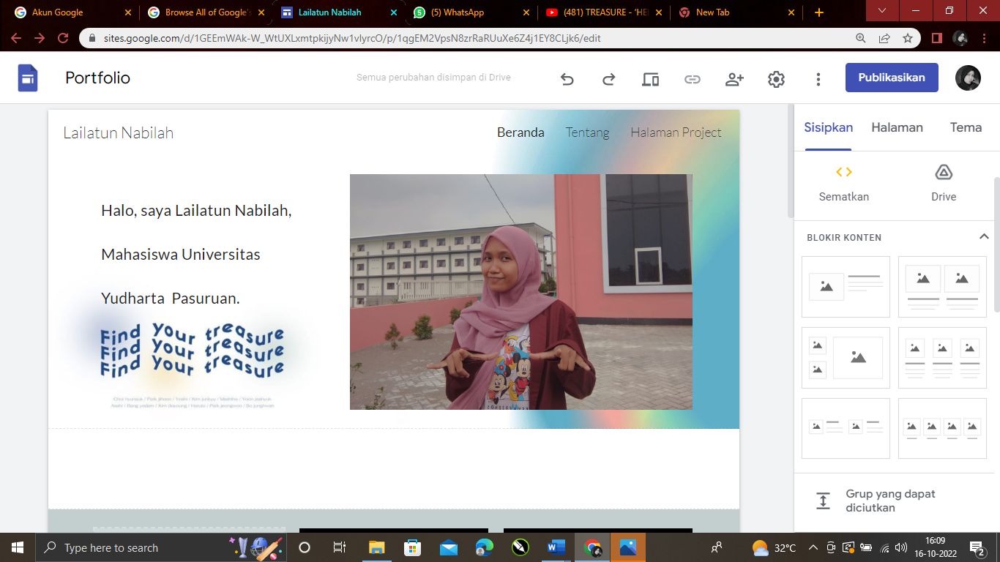 Akun Google
Browse All of Google's
Lailatun Nabilah
(5) WhatsApp
(481) TREASURE - 'HE
New Tab
sites.google.com/d/1GEEmWAk-W_WtUXLxmtpkijyNw1vlyrcO/p/1qgEM2VpsN8zrRaRUuXe6Z4j1EY8CLjk6/edit
Portfolio
Semua perubahan disimpan di Drive
Publikasikan
Lailatun Nabilah
Beranda Tentang Halaman Project
Sisipkan Halaman Tema
Sematkan Drive
BLOKIR KONTEN
Halo, saya Lailatun Nabilah,
Mahasiswa Universitas
Yudharta Pasuruan.
Find your treasure
Find your treasure
Find your treasure
Grup yang dapat
diciutkan
Type here to search
32°C
16:09
16-10-2022
2